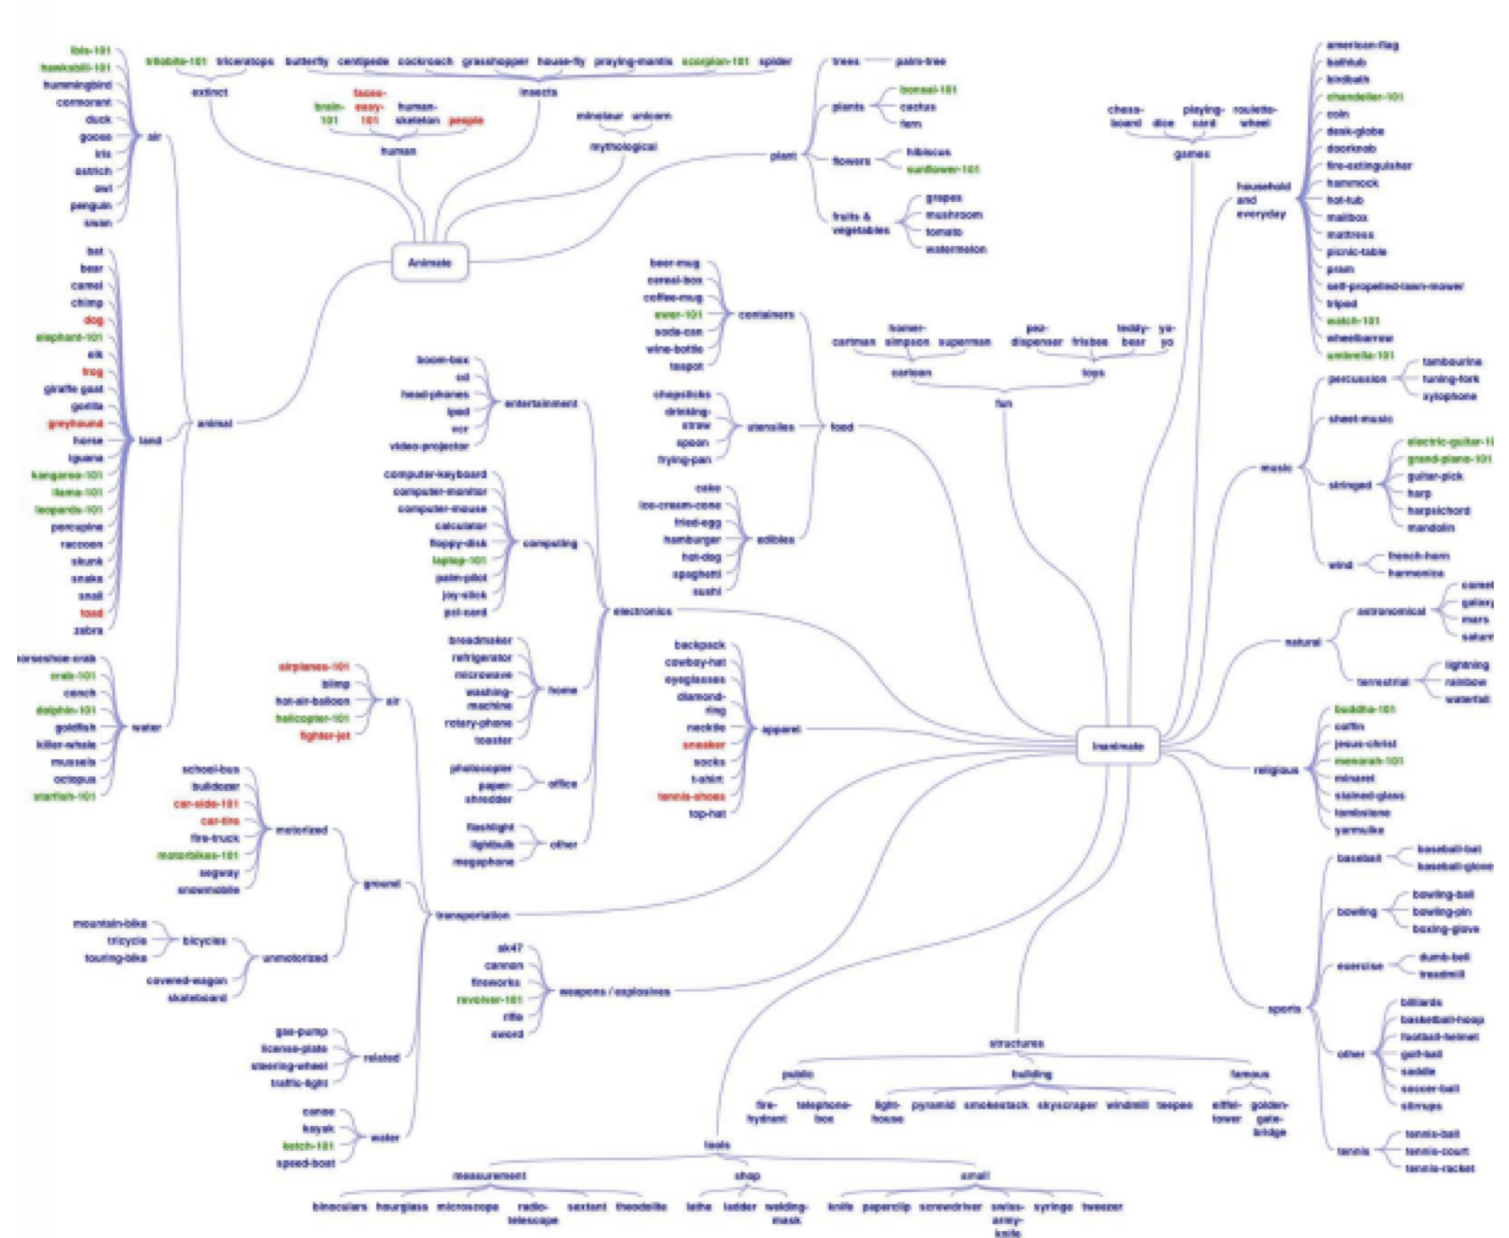 ibis-101
hawksbill-101
hummingbird
cormorant
duck
goose
iris
ostrich
owl
penguin
swan
air
trilobite-101 triceratops
extinct
butterfly centipede cockroach grasshopper house-fly praying-mantis scorpion-101 spider
insects
brain-
101
faces-
easy-
101
human-
skeleton
people
human
minotaur unicorn
mythological
Animate
plant
trees
palm-tree
plants
bonsai-101
cactus
fern
flowers
hibiscus
sunflower-101
fruits &
vegetables
grapes
mushroom
tomato
watermelon
animal
land
bat
bear
camel
chimp
dog
elephant-101
elk
frog
giraffe goat
gorilla
greyhound
horse
iguana
kangaroo-101
llama-101
leopards-101
porcupine
raccoon
skunk
snake
snail
toad
zebra
water
horseshoe-crab
crab-101
conch
dolphin-101
goldfish
killer-whale
mussels
octopus
starfish-101
chess-
board
dice
playing-
card
roulette-
wheel
games
household
and
everyday
american-flag
bathtub
birdbath
chandelier-101
coin
desk-globe
doorknob
fire-extinguisher
hammock
hot-tub
mailbox
mattress
picnic-table
pram
self-propelled-lawn-mower
tripod
watch-101
wheelbarrow
umbrella-101
beer-mug
cereal-box
coffee-mug
ewer-101
soda-can
wine-bottle
teapot
containers
chopsticks
drinking-
straw
spoon
frying-pan
utensiles
food
cake
ice-cream-cone
fried-egg
hamburger
hot-dog
spaghetti
sushi
edibles
cartman
homer-
simpson
superman
cartoon
pez-
dispenser
frisbee
teddy-
bear
yo-
yo
toys
fun
music
percussion
tambourine
tuning-fork
xylophone
sheet-music
stringed
electric-guitar-10
grand-piano-101
guitar-pick
harp
harpsichord
mandolin
wind
french-horn
harmonica
boom-box
cd
head-phones
ipod
vcr
video-projector
entertainment
computer-keyboard
computer-monitor
computer-mouse
calculator
floppy-disk
laptop-101
palm-pilot
joy-stick
pci-card
computing
electronics
breadmaker
refrigerator
microwave
washing-
machine
rotary-phone
toaster
home
photocopier
paper-
shredder
office
flashlight
lightbulb
megaphone
other
backpack
cowboy-hat
eyeglasses
diamond-
ring
necktie
sneaker
socks
t-shirt
tennis-shoes
top-hat
apparel
natural
astronomical
comet
galaxy
mars
saturn
terrestrial
lightning
rainbow
waterfall
Inanimate
religious
buddha-101
coffin
jesus-christ
menorah-101
minaret
stained-glass
tombstone
yarmulke
airplanes-101
blimp
hot-air-balloon
helicopter-101
fighter-jet
air
school-bus
bulldozer
car-side-101
car-tire
fire-truck
motorbikes-101
segway
snowmobile
motorized
ground
mountain-bike
tricycle
touring-bike
bicycles
covered-wagon
skateboard
unmotorized
transportation
gas-pump
license-plate
steering-wheel
traffic-light
related
canoe
kayak
ketch-101
speed-boat
water
ak47
cannon
fireworks
revolver-101
rifle
sword
weapons / explosives
sports
baseball
baseball-bat
baseball-glove
bowling
bowling-ball
bowling-pin
boxing-glove
exercise
dumb-bell
treadmill
other
billiards
basketball-hoop
football-helmet
golf-ball
saddle
soccer-ball
stirrups
tennis
tennis-ball
tennis-court
tennis-racket
structures
public
fire-
hydrant
telephone-
box
building
light-
house
pyramid
smokestack
skyscraper
windmill
teepee
famous
eiffel-
tower
golden-
gate-
bridge
tools
measurement
binoculars
hourglass
microscope
radio-
telescope
sextant
theodolite
shop
lathe
ladder
welding-
mask
small
knife
paperclip
screwdriver
swiss-
army-
knife
syringe
tweezer